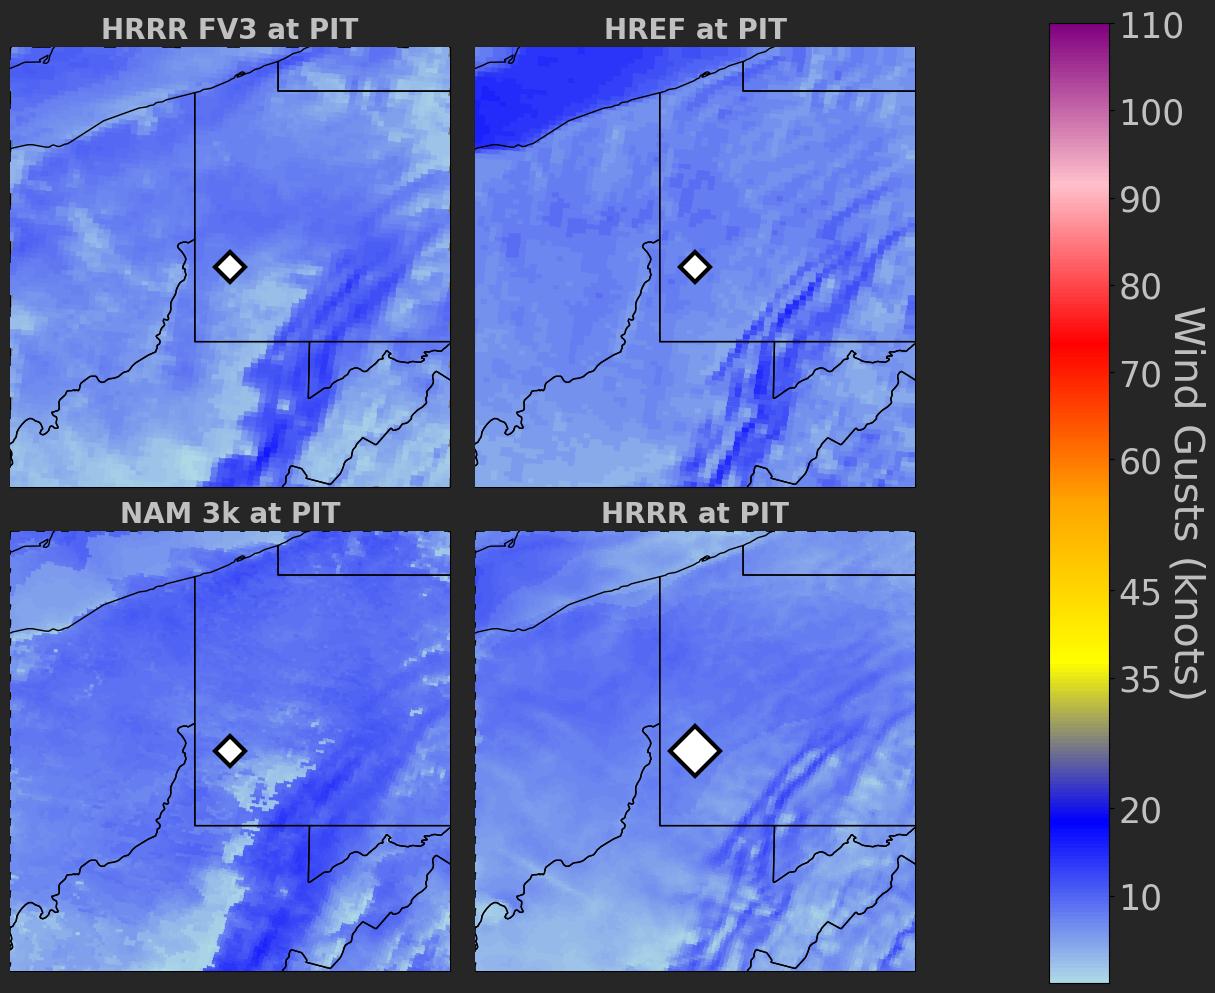 HRRR FV3 at PIT
HREF at PIT
NAM 3k at PIT
HRRR at PIT
110
100
90
80
70
60
45
35
20
10
Wind Gusts (knots)